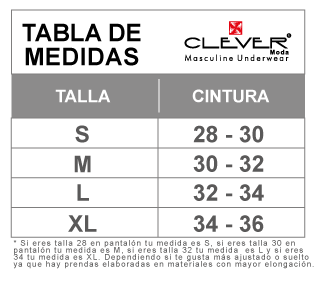 TABLA DE
MEDIDAS
CLEVER
Moda
Masculine Underwear
TALLA CINTURA
S 28 - 30
M 30 - 32
L 32 - 34
XL 34 - 36
* Si eres talla 28 en pantalón tu medida es S, si eres talla 30 en
pantalón tu medida es M, si eres talla 32 tu medida es L y si eres
34 tu medida es XL. Dependiendo si te gusta más ajustado o suelto
ya que hay prendas elaboradas en materiales con mayor elongación.